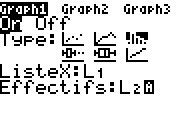 Graph1 Graph2 Graph3
On Off
Type:
ListeX:L1
Effectifs:L2